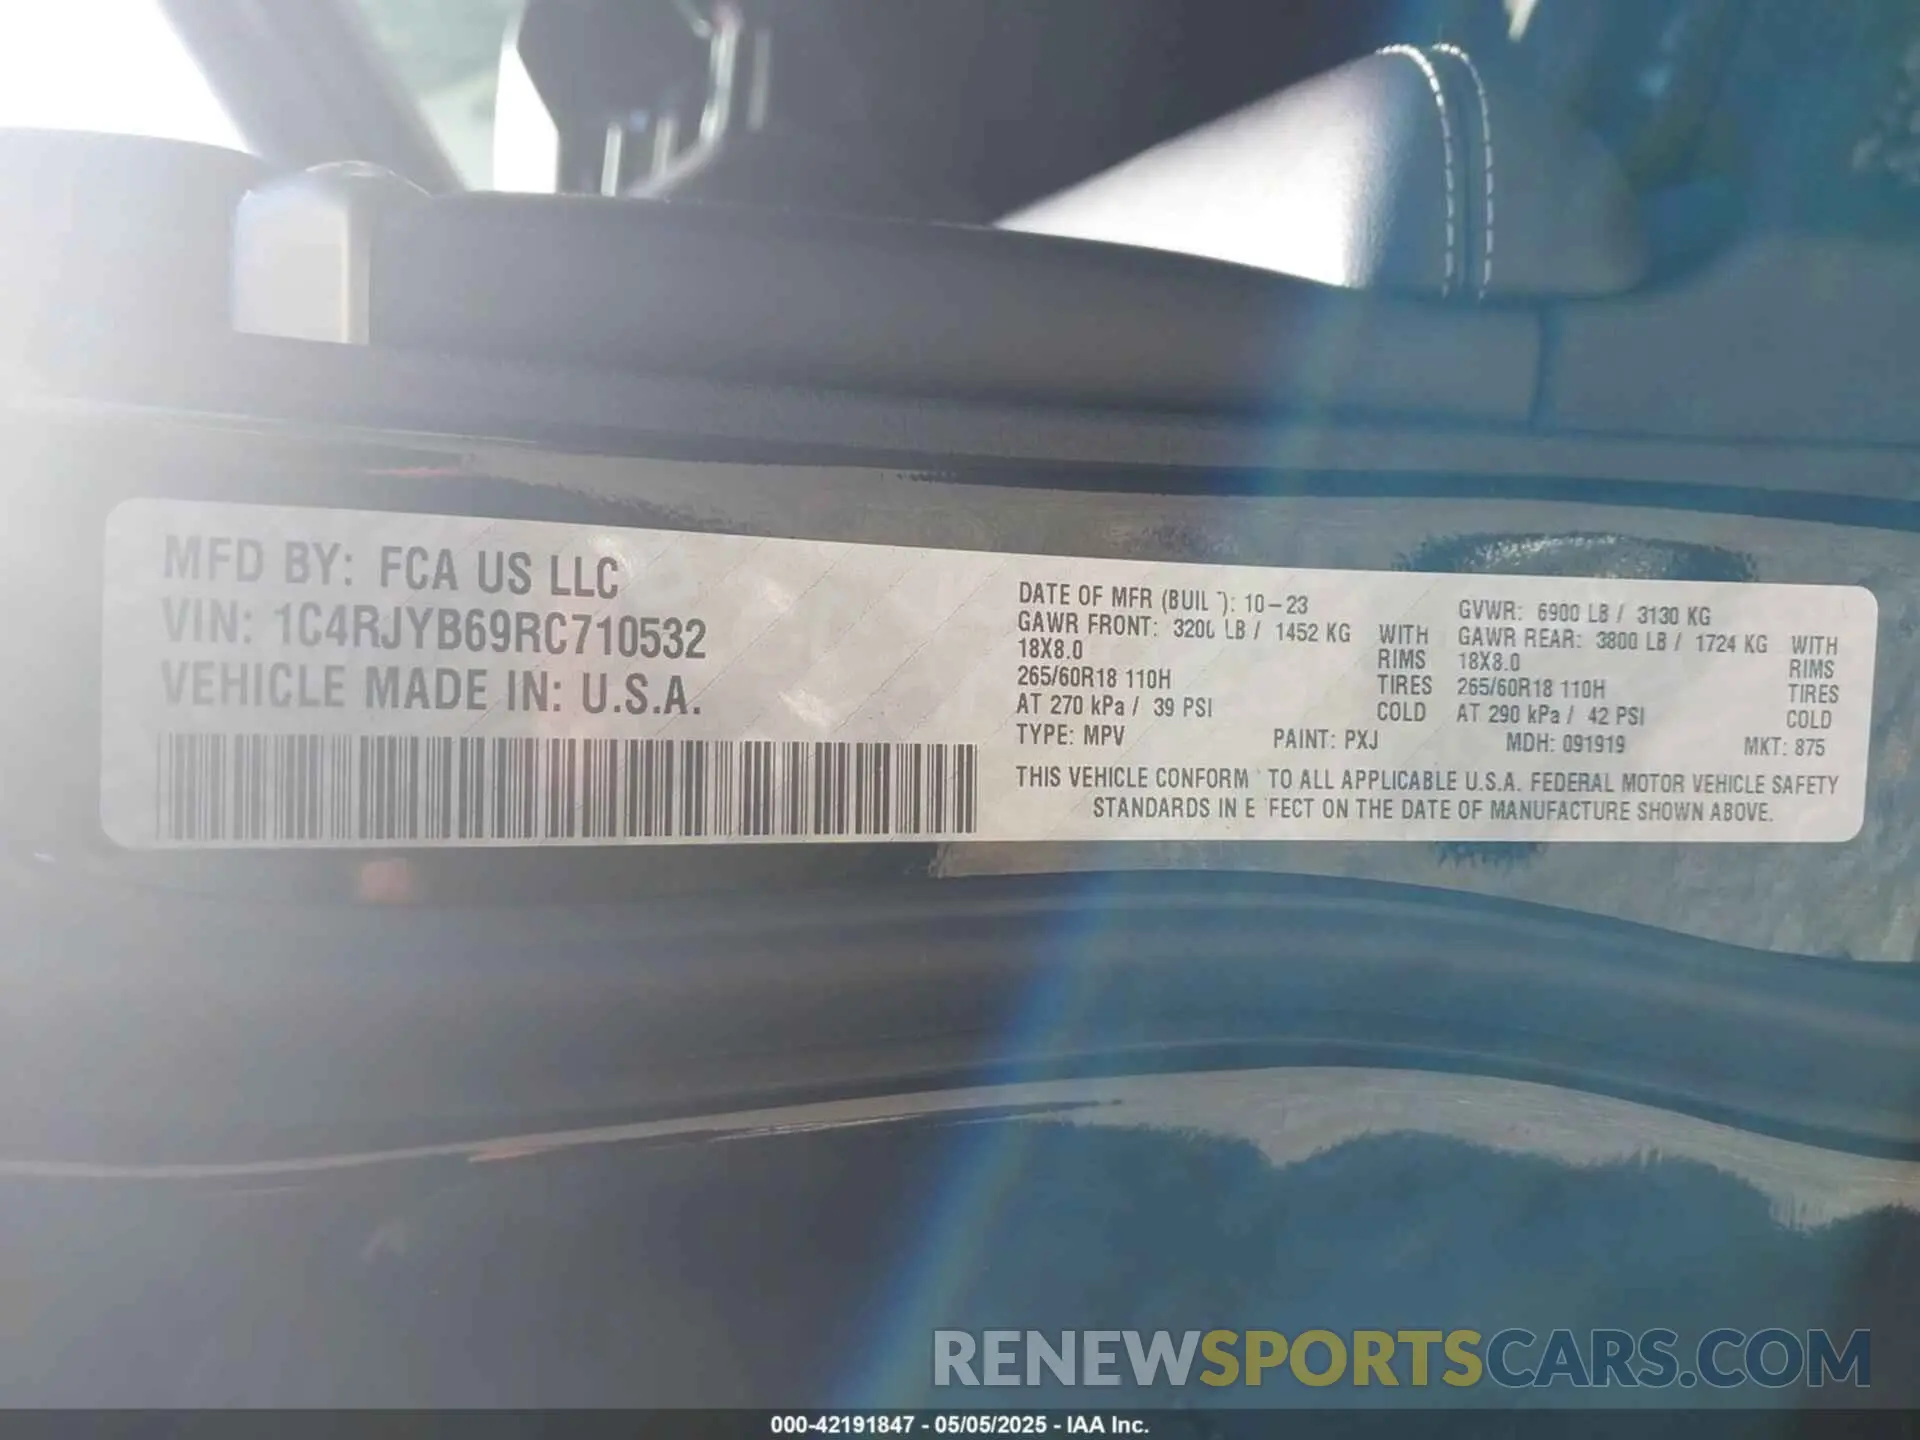 MFD BY: FCA US LLC
VIN: 1C4RJYB69RC710532
VEHICLE MADE IN: U.S.A.
DATE OF MFR (BUIL ): 10-23
GAWR FRONT: 3200 LB / 1452 KG WITH
18X8.0 RIMS
265/60R18 110H TIRES
AT 270 kPa / 39 PSI COLD
GVWR: 6900 LB / 3130 KG
GAWR REAR: 3800 LB / 1724 KG WITH
18X8.0 RIMS
265/60R18 110H TIRES
AT 290 kPa / 42 PSI COLD
TYPE: MPV PAINT: PXJ MDH: 091919 MKT: 875
THIS VEHICLE CONFORM TO ALL APPLICABLE U.S.A. FEDERAL MOTOR VEHICLE SAFETY
STANDARDS IN E FECT ON THE DATE OF MANUFACTURE SHOWN ABOVE.
RENEWSPORTSCARS.COM
000-42191847 - 05/05/2025 - IAA Inc.